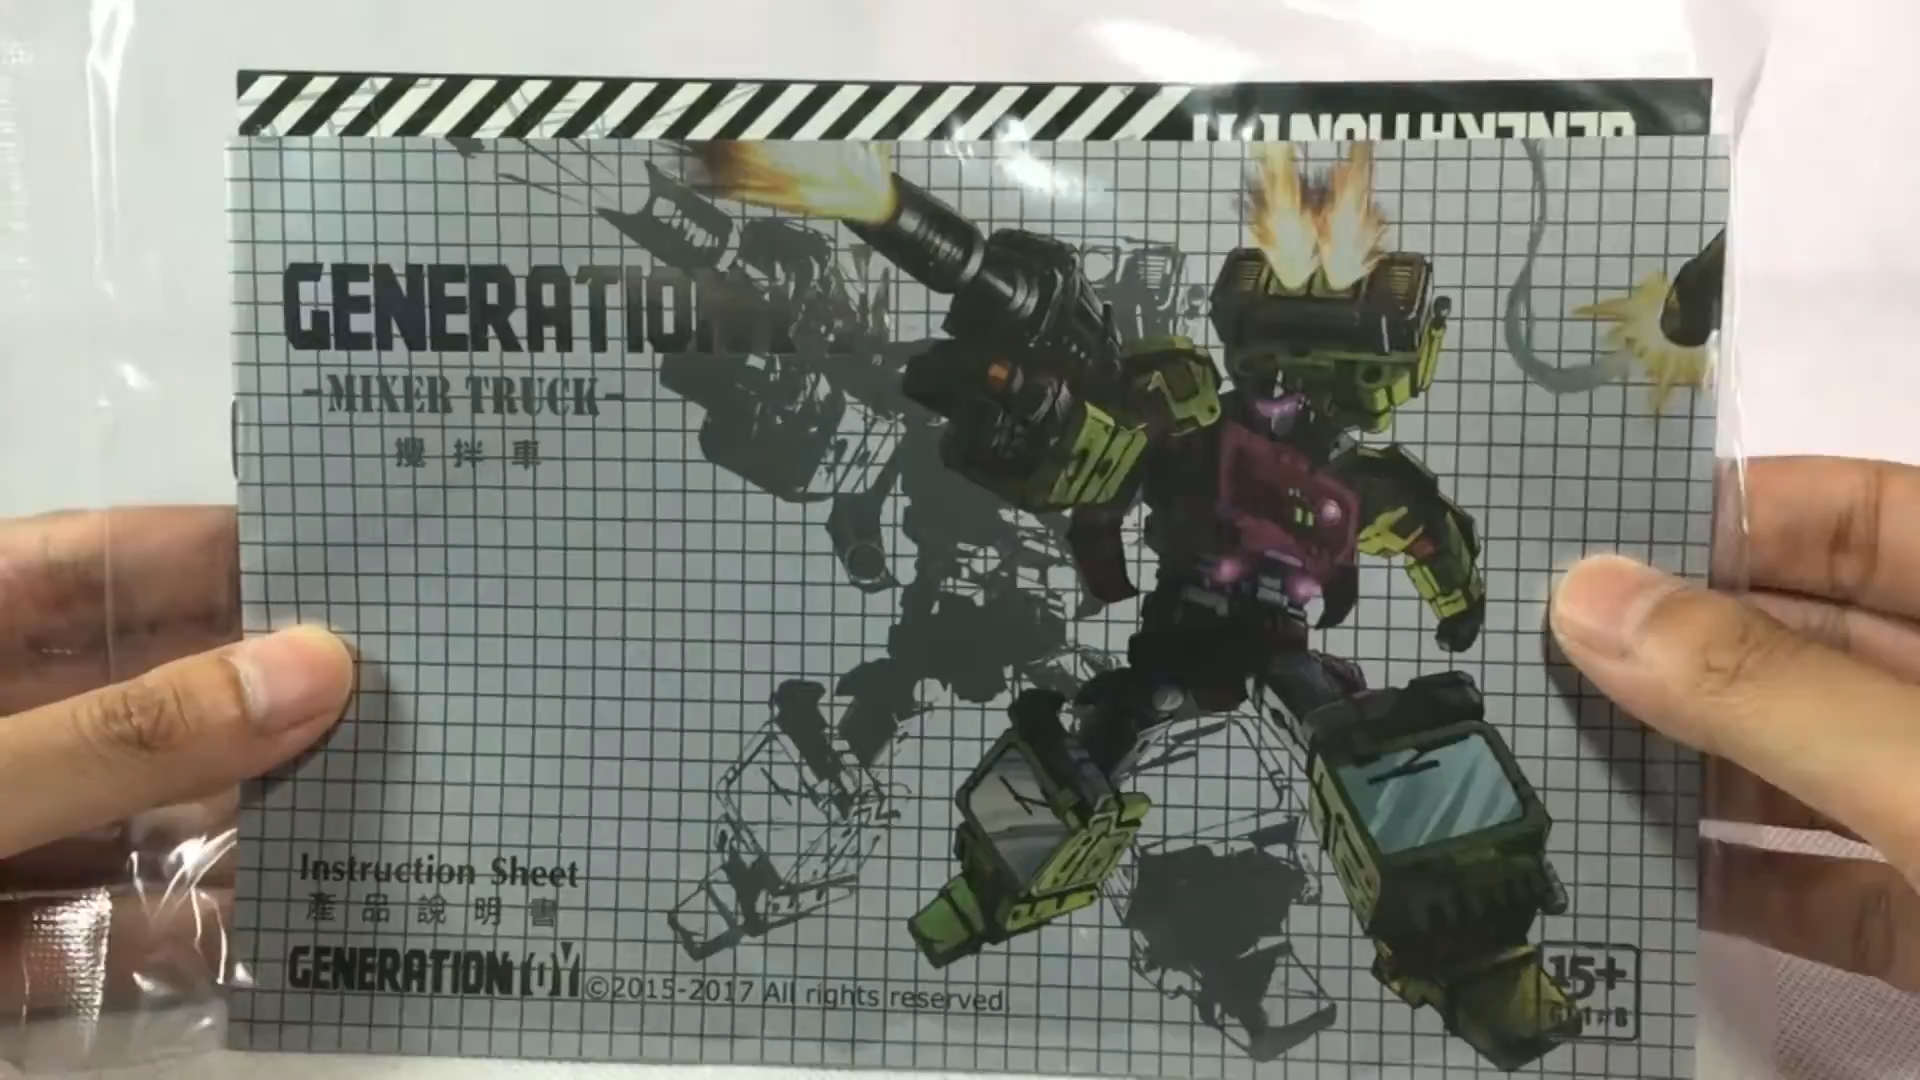 GENERATION
GENERATION
-MIXER TRUCK-
攪拌車
Instruction Sheet
產品說明書
GENERATION
©2015-2017 All rights reserved.
15+